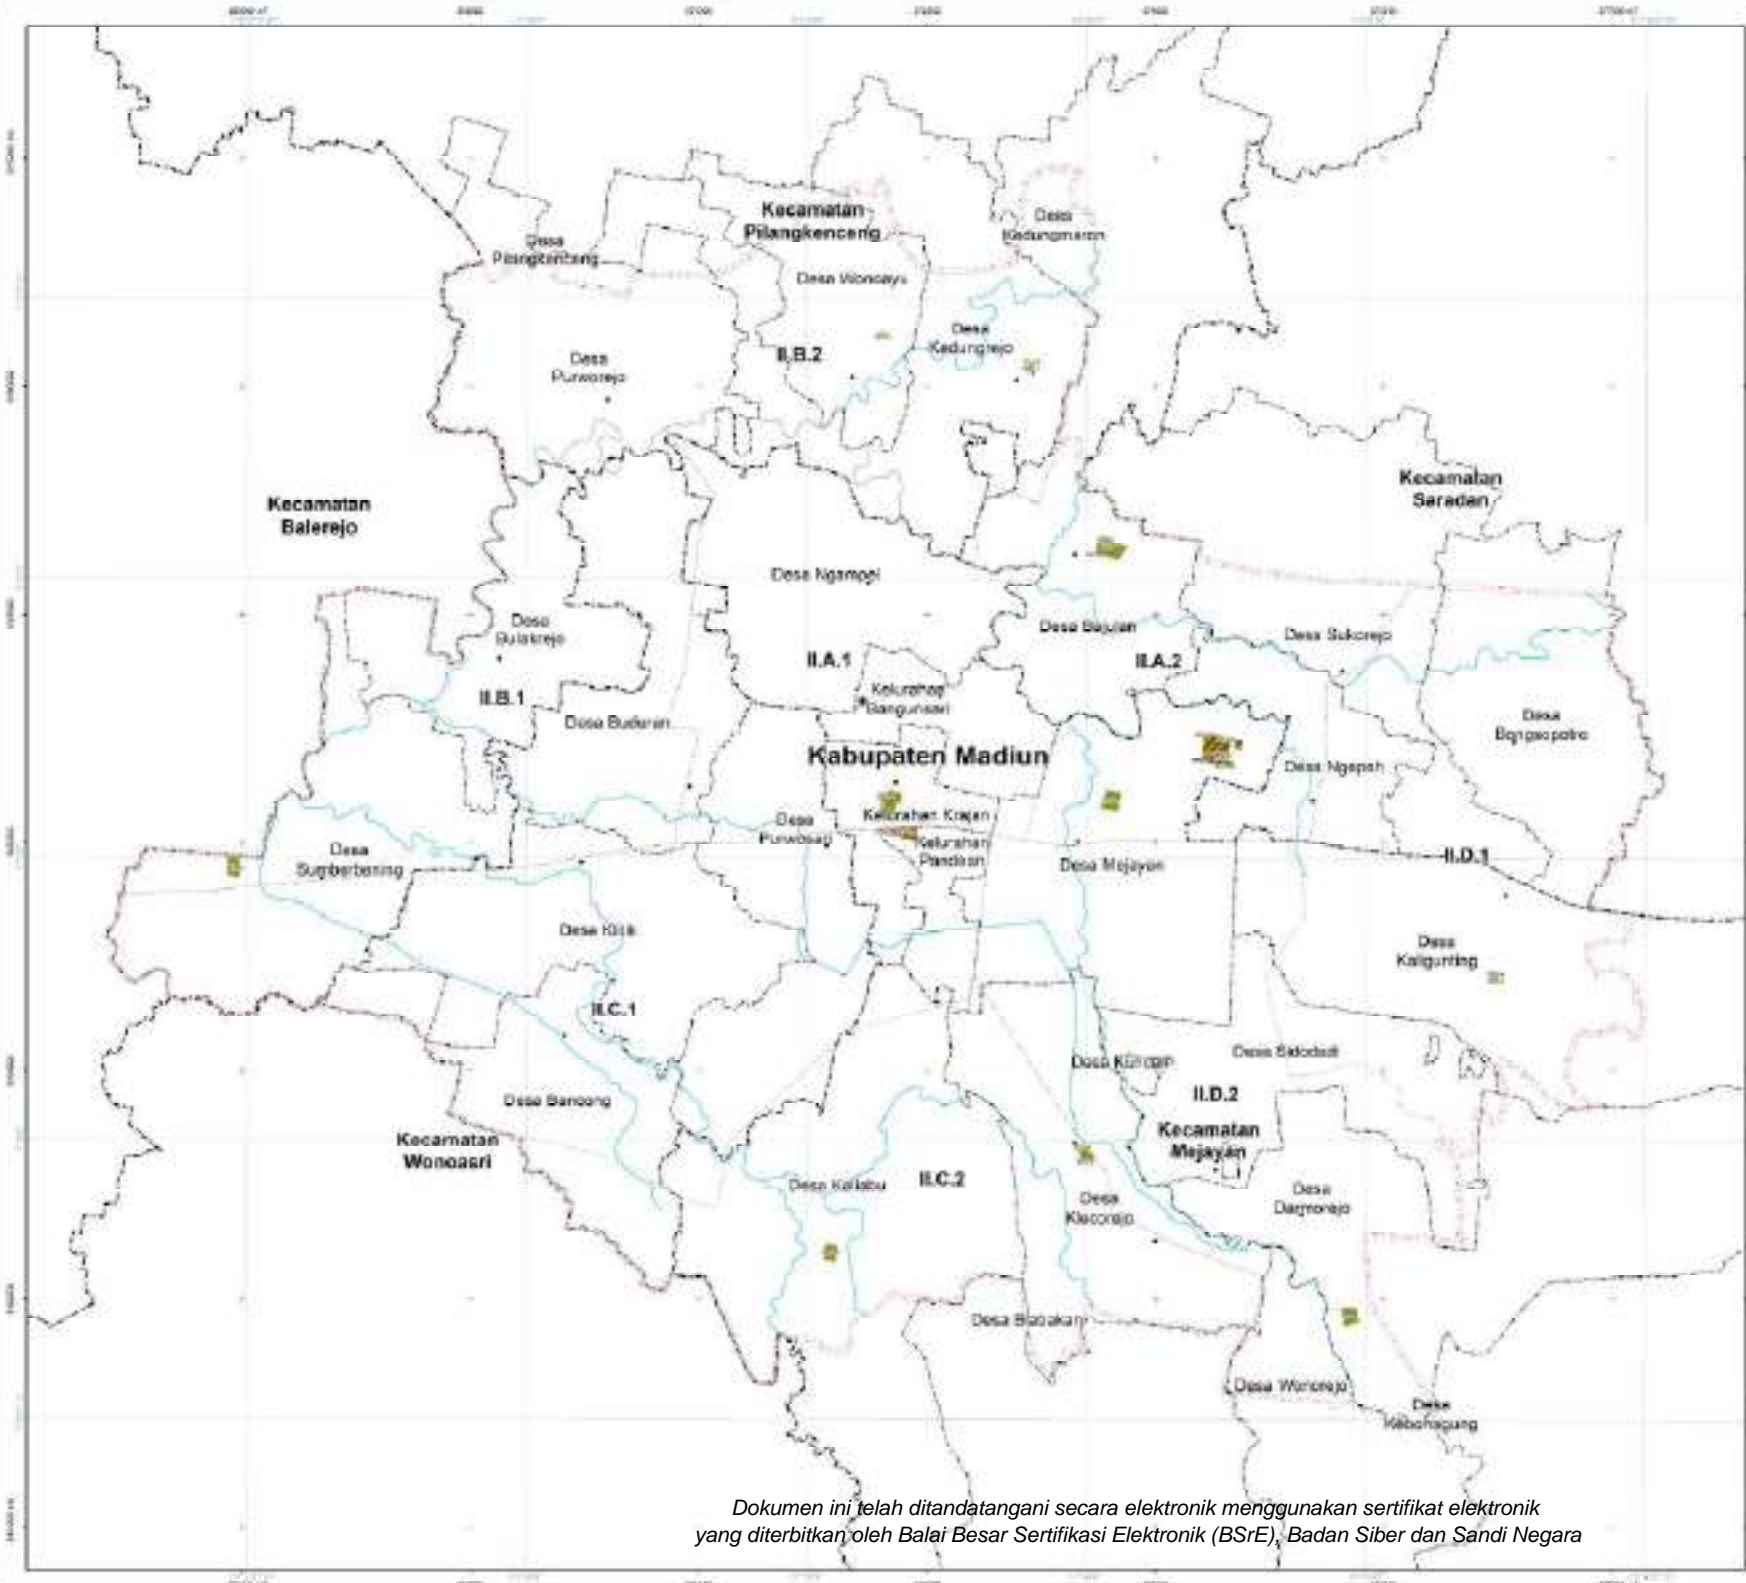 Kecamatan
Pilangkenceng
Desa
Kedungmaron
Desa
Pilangkenceng
Desa Wonoayu
Desa
Kedungrejo
II.B.2
Desa
Purworejo
Kecamatan
Saradan
Kecamatan
Balerejo
Desa Ngampel
Desa
Bulakrejo
Desa Bajulan
Desa Sukorejo
II.A.1
II.A.2
Kelurahan
Bangunsari
II.B.1
Desa Buduran
Desa
Bongsopotro
Kabupaten Madiun
Desa Ngepeh
Desa
Purwosari
Kelurahan Krajan
Kelurahan
Pandean
Desa
Sumberbening
Desa Mejayan
II.D.1
Desa Klitik
Desa
Kaligunting
II.C.1
Desa Kuncen
Desa Sidodadi
II.D.2
Desa Bancong
Kecamatan
Mejayan
Kecamatan
Wonoasri
II.C.2
Desa Kaliabu
Desa
Klecorejo
Desa
Darmorejo
Desa Blabakan
Desa Wonorejo
Desa
Kebonagung
Dokumen ini telah ditandatangani secara elektronik menggunakan sertifikat elektronik
yang diterbitkan oleh Balai Besar Sertifikasi Elektronik (BSrE), Badan Siber dan Sandi Negara